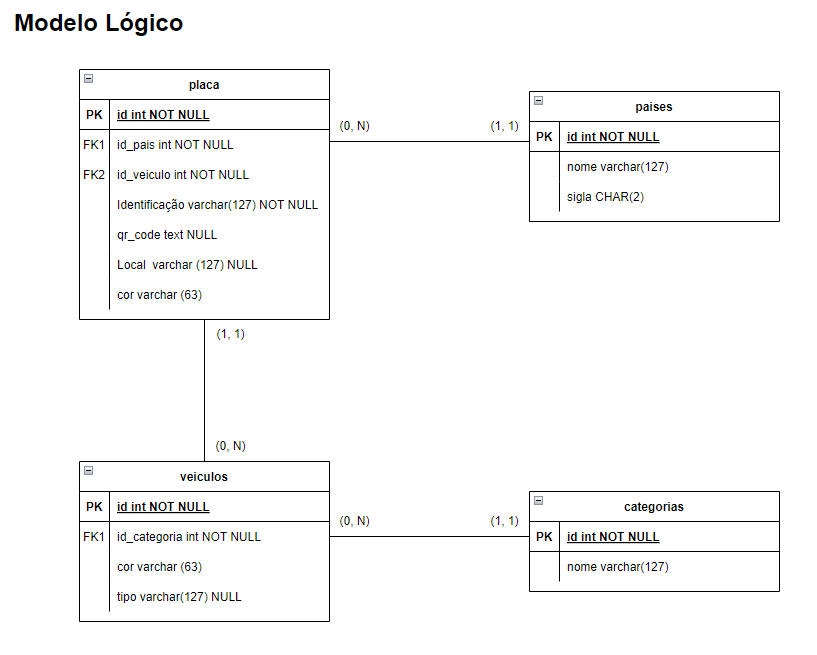 Modelo Lógico
placa
PK id int NOT NULL
FK1 id_pais int NOT NULL
FK2 id_veiculo int NOT NULL
Identificação varchar(127) NOT NULL
qr_code text NULL
Local varchar (127) NULL
cor varchar (63)
(0, N) (1, 1)
paises
PK id int NOT NULL
nome varchar(127)
sigla CHAR(2)
(1, 1)
(0, N)
veiculos
PK id int NOT NULL
FK1 id_categoria int NOT NULL
cor varchar (63)
tipo varchar(127) NULL
(0, N) (1, 1)
categorias
PK id int NOT NULL
nome varchar(127)